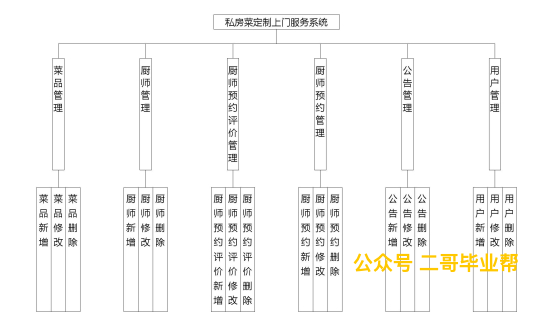 私房菜定制上门服务系统
菜品管理
厨师管理
厨师预约评价管理
厨师预约管理
公告管理
用户管理
菜品新增
菜品修改
菜品删除
厨师新增
厨师修改
厨师删除
厨师预约评价新增
厨师预约评价修改
厨师预约评价删除
厨师预约新增
厨师预约修改
厨师预约删除
公告新增
公告修改
公告删除
用户新增
用户修改
用户删除
公众号 二哥毕业帮